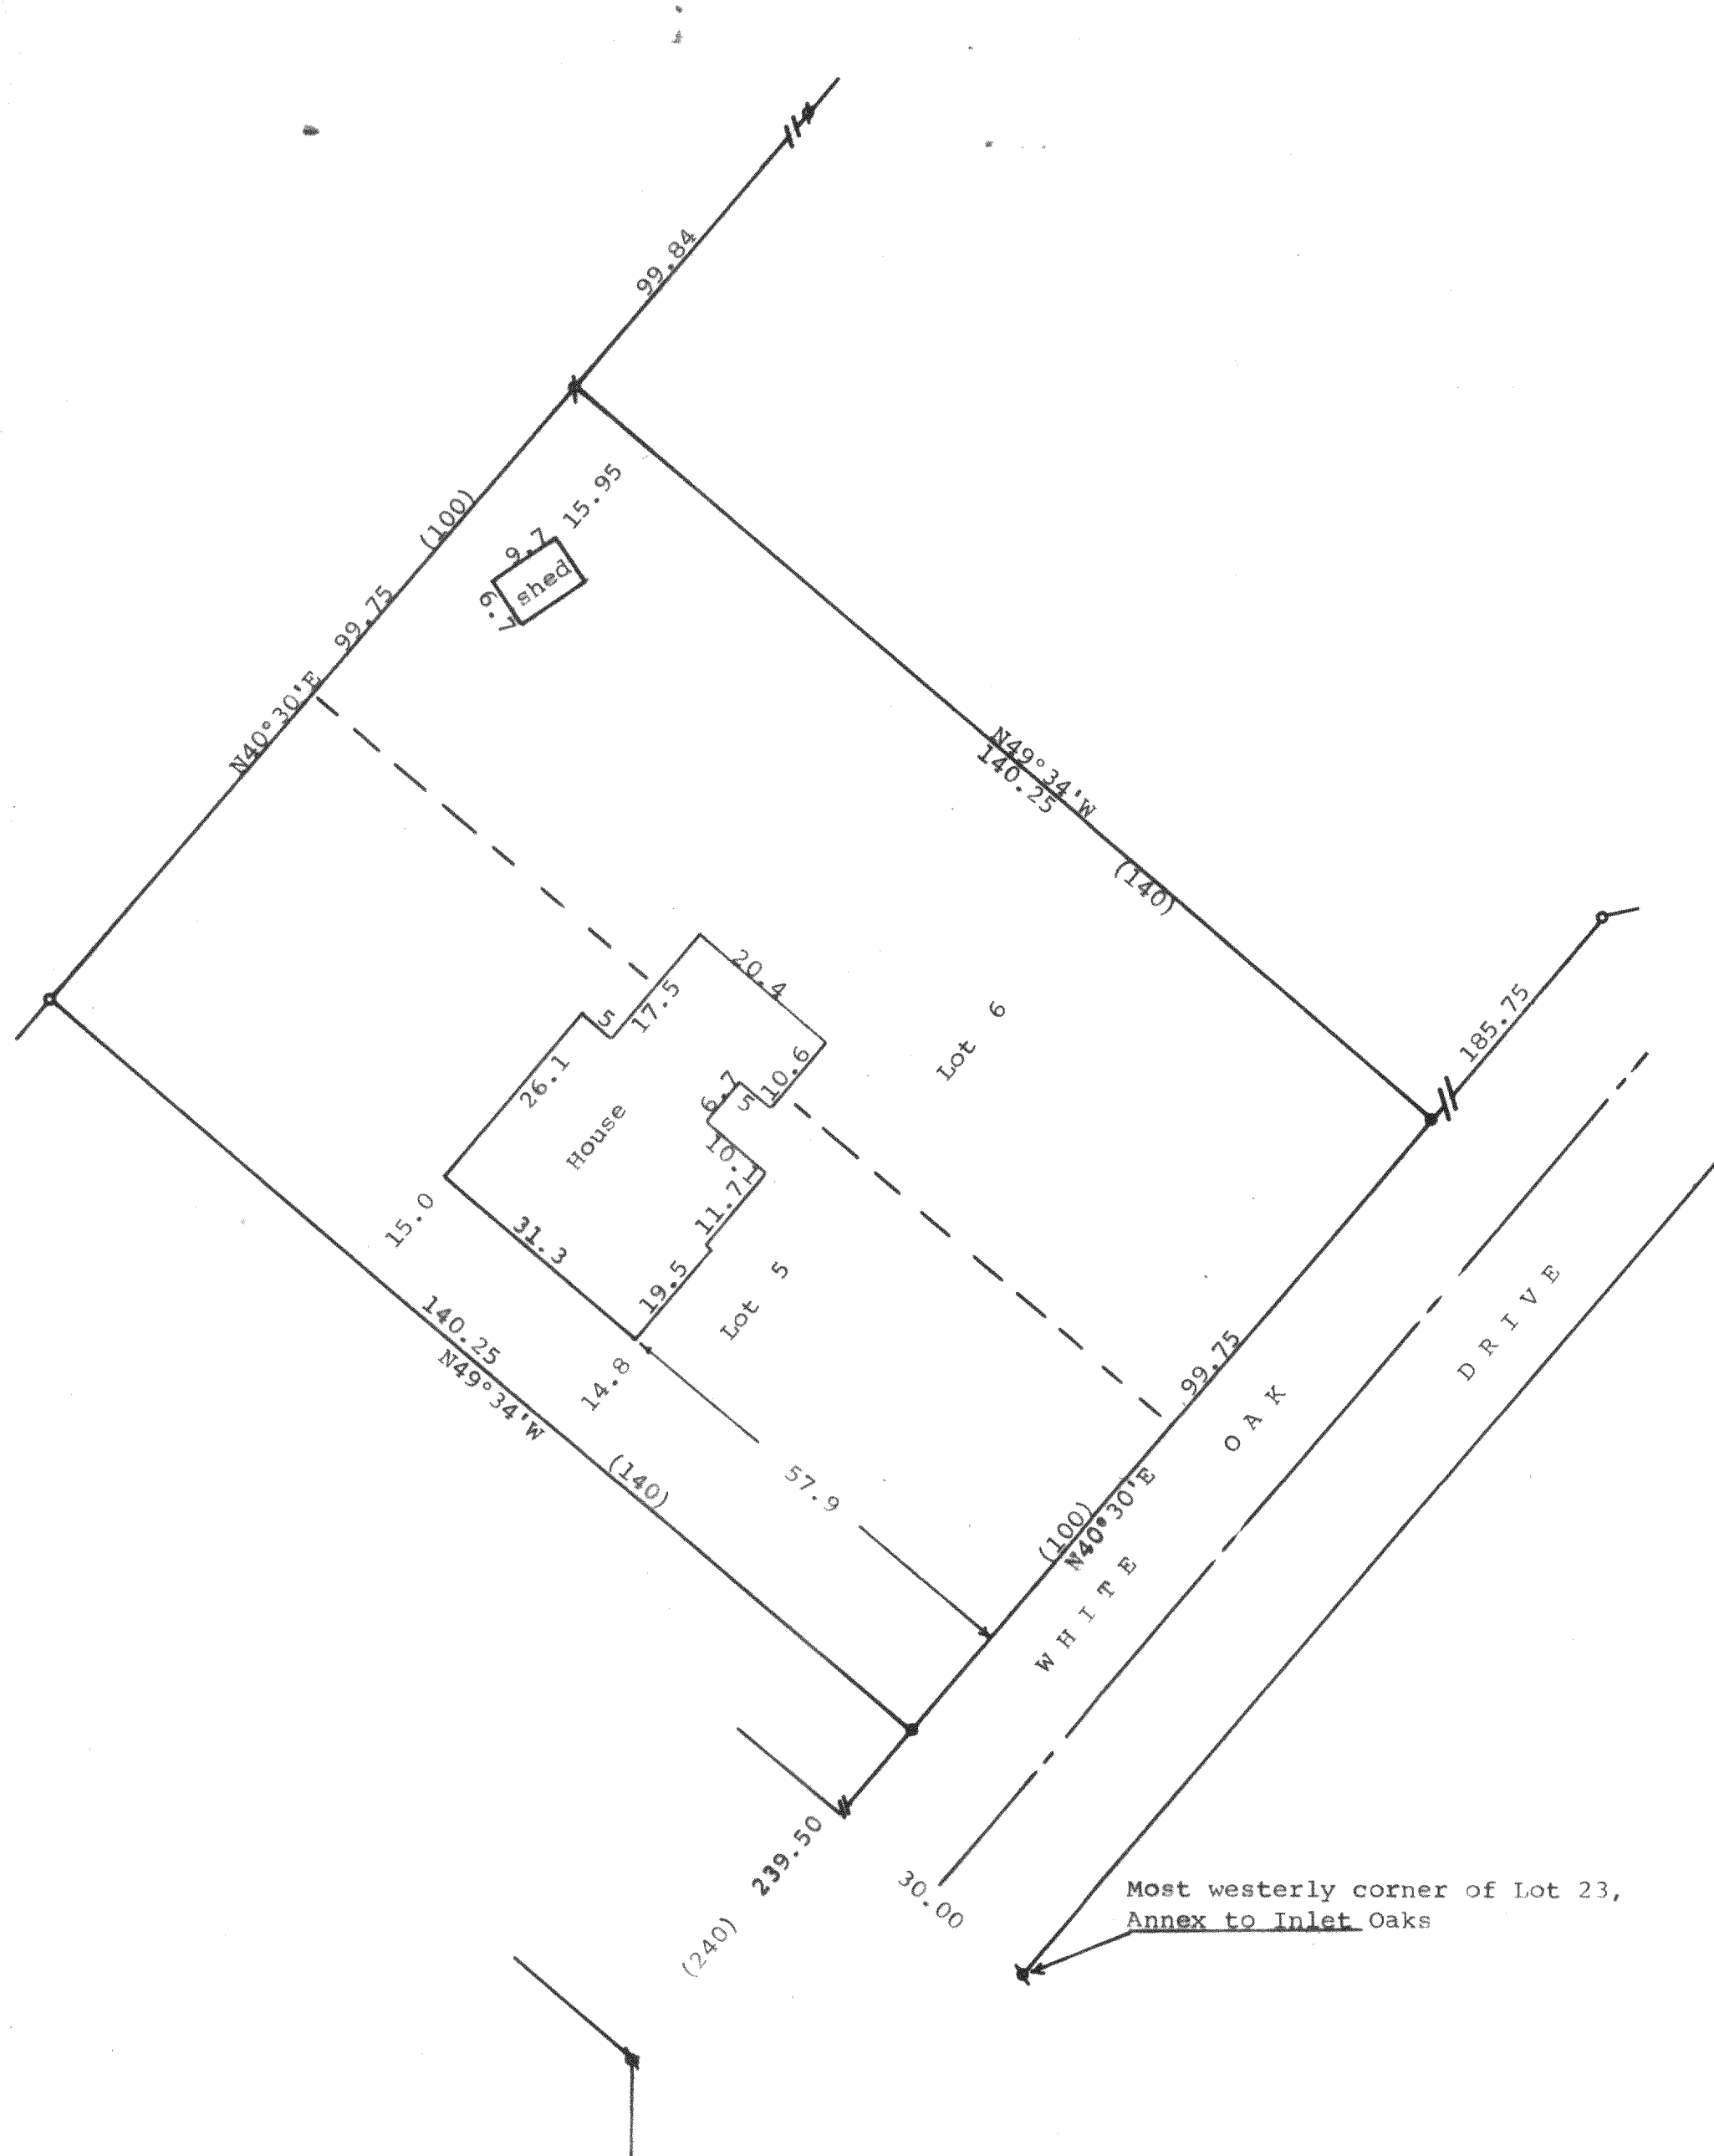 99.84
(100)
99.75
N40°30'E
15.95
9.7
shed
6.7
N49°34'W
140.25
(140)
185.75
20.4
17.5
5
26.1
10.6
5
6.7
10.1
11.7
House
Lot 6
15.0
31.3
19.5
Lot 5
14.8
140.25
N49°34'W
(140)
57.9
99.75
(100)
N40°30'E
WHITE OAK DRIVE
239.50
(240)
30.00
Most westerly corner of Lot 23,
Annex to Inlet Oaks